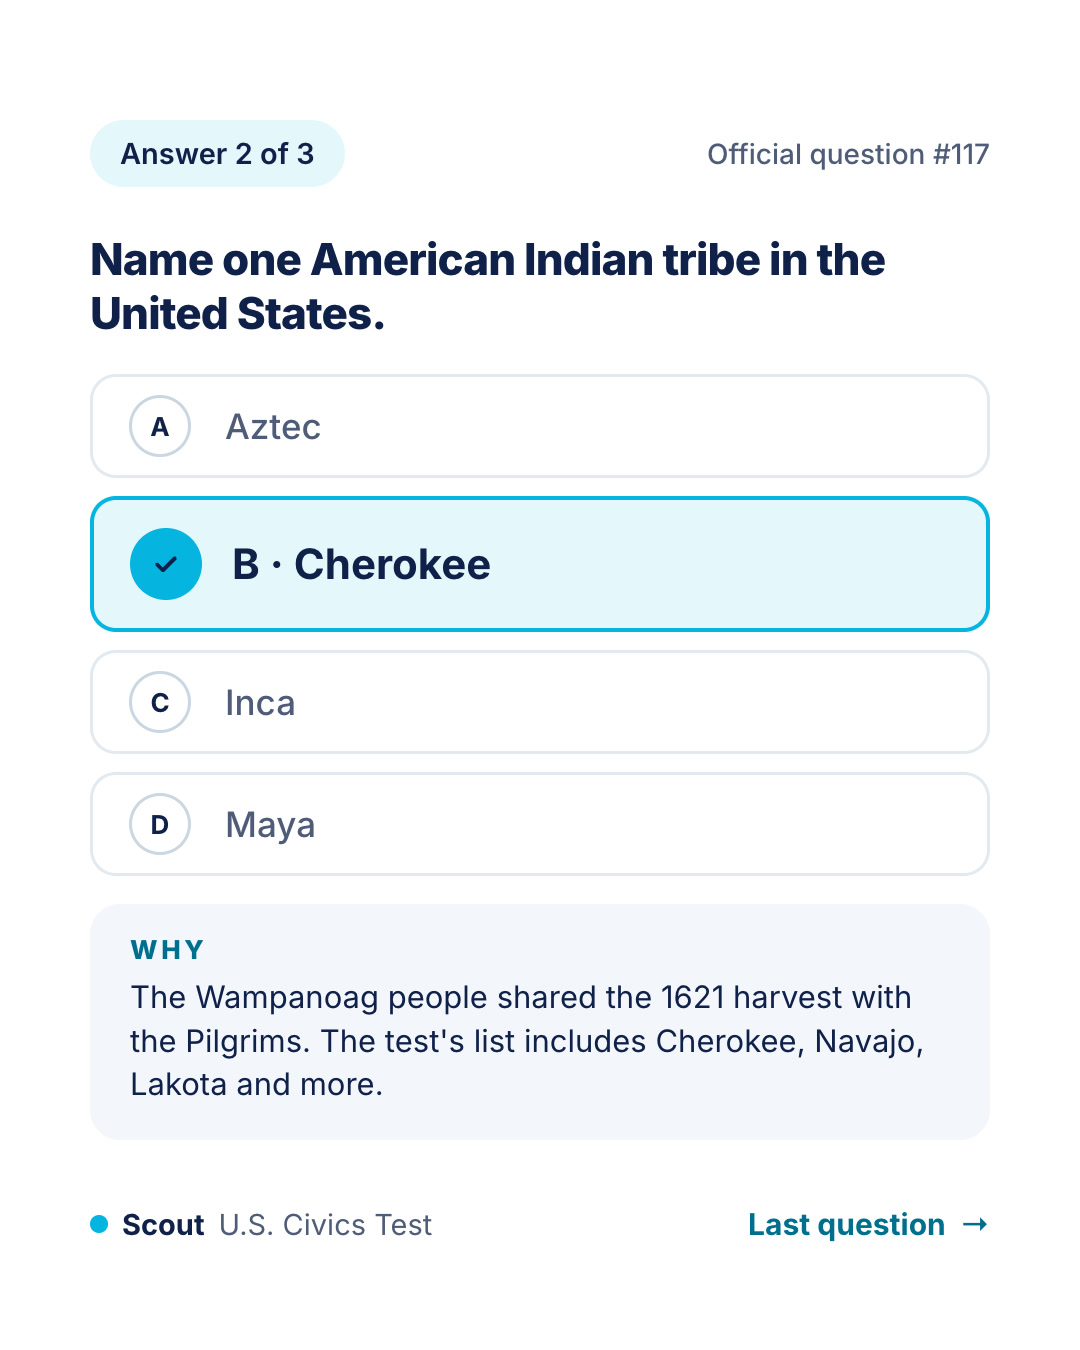 Answer 2 of 3
Official question #117
Name one American Indian tribe in the
United States.
A Aztec
B · Cherokee
C Inca
D Maya
WHY
The Wampanoag people shared the 1621 harvest with
the Pilgrims. The test's list includes Cherokee, Navajo,
Lakota and more.
Scout U.S. Civics Test
Last question →